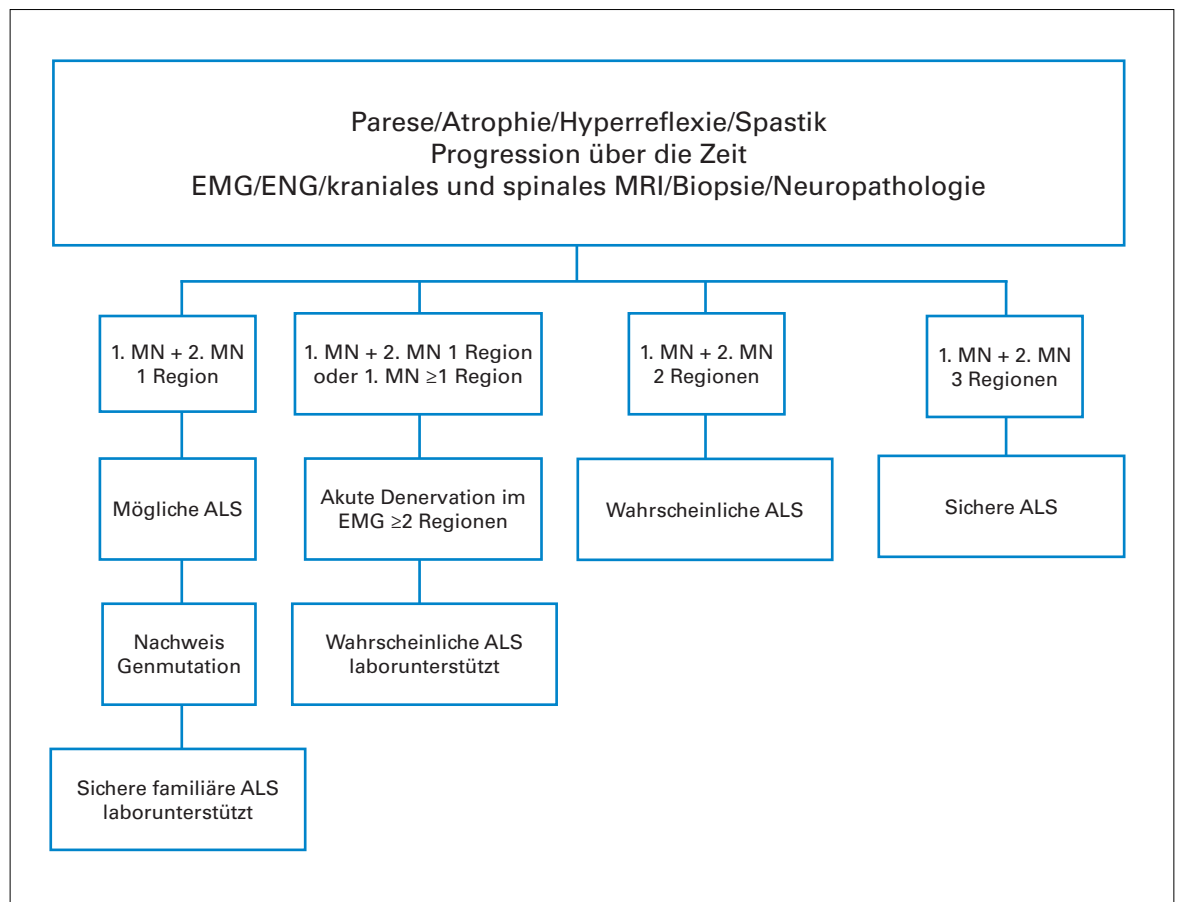 Parese/Atrophie/Hyperreflexie/Spastik
Progression über die Zeit
EMG/ENG/kraniales und spinales MRI/Biopsie/Neuropathologie
1. MN + 2. MN
1 Region
1. MN + 2. MN 1 Region
oder 1. MN ≥1 Region
1. MN + 2. MN
2 Regionen
1. MN + 2. MN
3 Regionen
Mögliche ALS
Akute Denervation im
EMG ≥2 Regionen
Wahrscheinliche ALS
Sichere ALS
Nachweis
Genmutation
Wahrscheinliche ALS
laborunterstützt
Sichere familiäre ALS
laborunterstützt